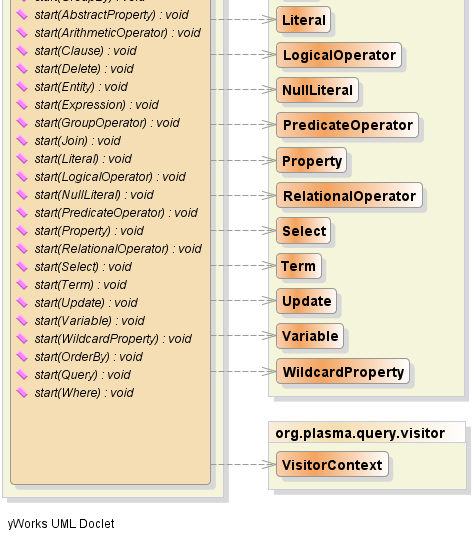 start(AbstractProperty) : void
start(ArithmeticOperator) : void
start(Clause) : void
start(Delete) : void
start(Entity) : void
start(Expression) : void
start(GroupOperator) : void
start(Join) : void
start(Literal) : void
start(LogicalOperator) : void
start(NullLiteral) : void
start(PredicateOperator) : void
start(Property) : void
start(RelationalOperator) : void
start(Select) : void
start(Term) : void
start(Update) : void
start(Variable) : void
start(WildcardProperty) : void
start(OrderBy) : void
start(Query) : void
start(Where) : void
Literal
LogicalOperator
NullLiteral
PredicateOperator
Property
RelationalOperator
Select
Term
Update
Variable
WildcardProperty
org.plasma.query.visitor
VisitorContext
yWorks UML Doclet